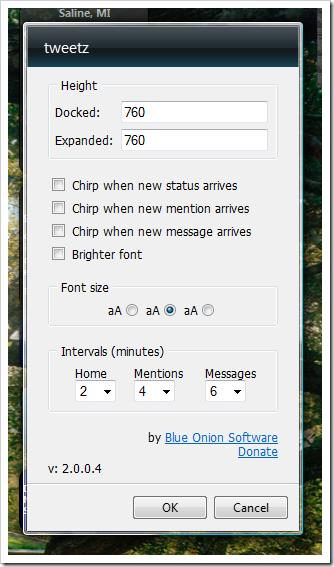 Saline, MI
tweetz
Height
Docked: 760
Expanded: 760
Chirp when new status arrives
Chirp when new mention arrives
Chirp when new message arrives
Brighter font
Font size
aA aA aA
Intervals (minutes)
Home Mentions Messages
2 4 6
by Blue Onion Software
Donate
v: 2.0.0.4
OK Cancel